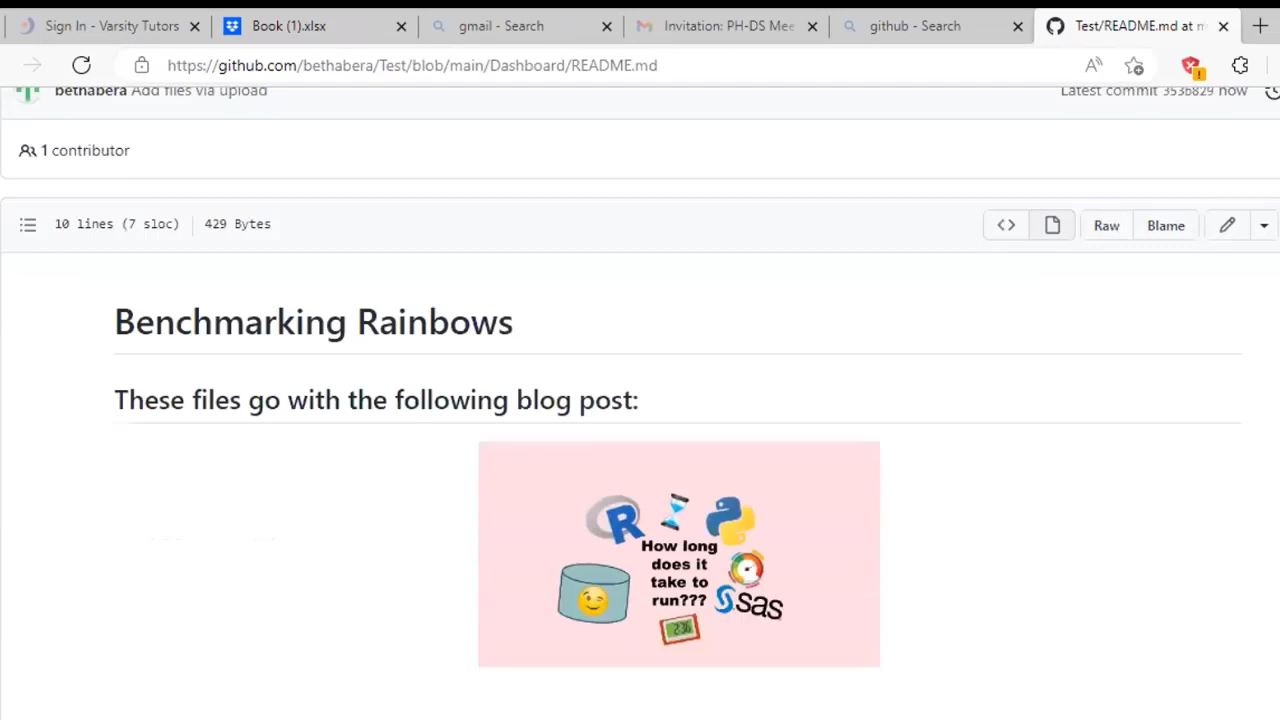 Sign In - Varsity Tutors
Book (1).xlsx
gmail - Search
Invitation: PH-DS Mee
github - Search
Test/README.md at m
https://github.com/bethabera/Test/blob/main/Dashboard/README.md
bethabera Add files via upload
Latest commit 353b829 now
1 contributor
10 lines (7 sloc)
429 Bytes
Raw
Blame
Benchmarking Rainbows
These files go with the following blog post:
R
How long
does it
take to
run???
sas